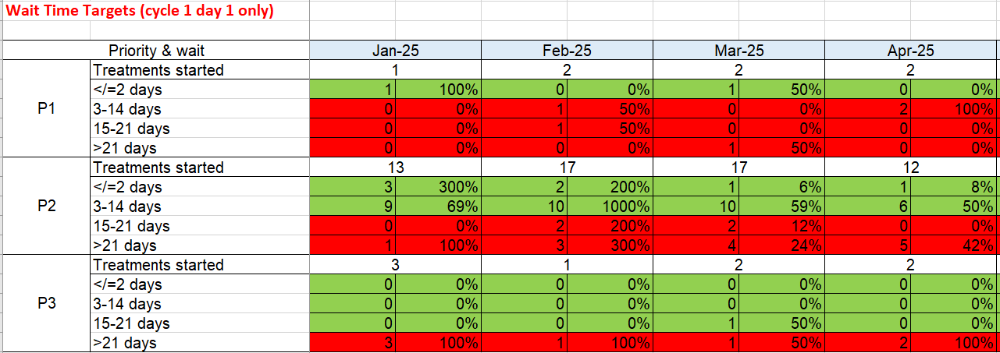 Wait Time Targets (cycle 1 day 1 only)
Priority & wait Jan-25 Feb-25 Mar-25 Apr-25
Treatments started 1 2 2 2
</=2 days 1 100% 0 0% 1 50% 0 0%
P1 3-14 days 0 0% 1 50% 0 0% 2 100%
15-21 days 0 0% 1 50% 0 0% 0 0%
>21 days 0 0% 0 0% 1 50% 0 0%
Treatments started 13 17 17 12
</=2 days 3 300% 2 200% 1 6% 1 8%
P2 3-14 days 9 69% 10 1000% 10 59% 6 50%
15-21 days 0 0% 2 200% 2 12% 0 0%
>21 days 1 100% 3 300% 4 24% 5 42%
Treatments started 3 1 2 2
</=2 days 0 0% 0 0% 0 0% 0 0%
P3 3-14 days 0 0% 0 0% 0 0% 0 0%
15-21 days 0 0% 0 0% 1 50% 0 0%
>21 days 3 100% 1 100% 1 50% 2 100%